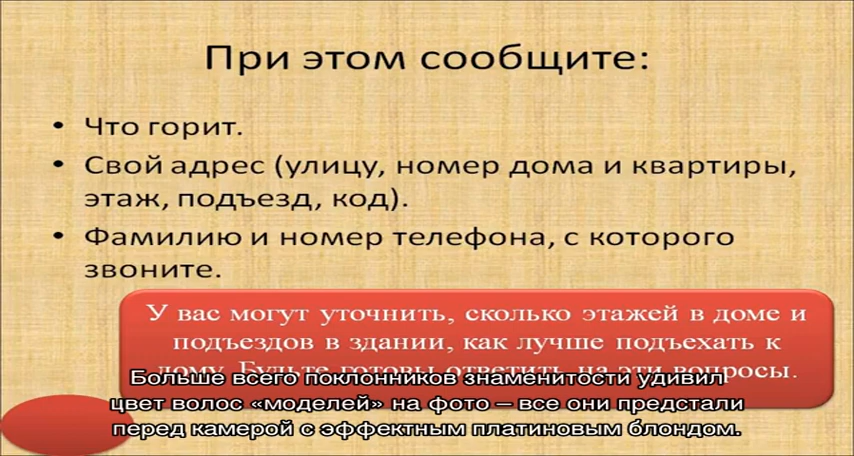 При этом сообщите:
• Что горит.
• Свой адрес (улицу, номер дома и квартиры,
этаж, подъезд, код).
• Фамилию и номер телефона, с которого
звоните.
У вас могут уточнить, сколько этажей в доме и
подъездов в здании, как лучше подъехать к
дому. Будьте готовы ответить на эти вопросы.
Больше всего поклонников знаменитости удивил
цвет волос «моделей» на фото – все они предстали
перед камерой с эффектным платиновым блондом.